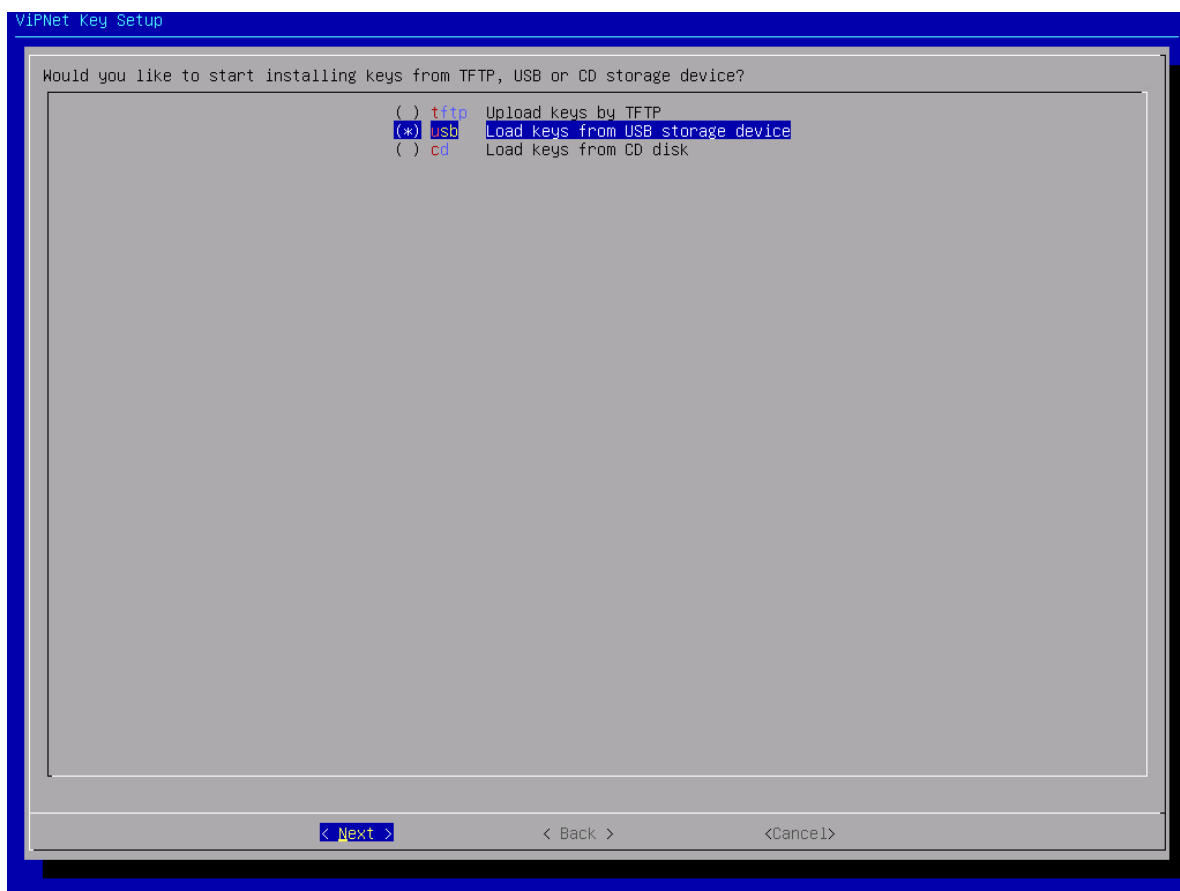 ViPNet Key Setup
Would you like to start installing keys from TFTP, USB or CD storage device?
( ) tftp Upload keys by TFTP
(*) usb Load keys from USB storage device
( ) cd Load keys from CD disk
< Next > < Back > <Cancel>